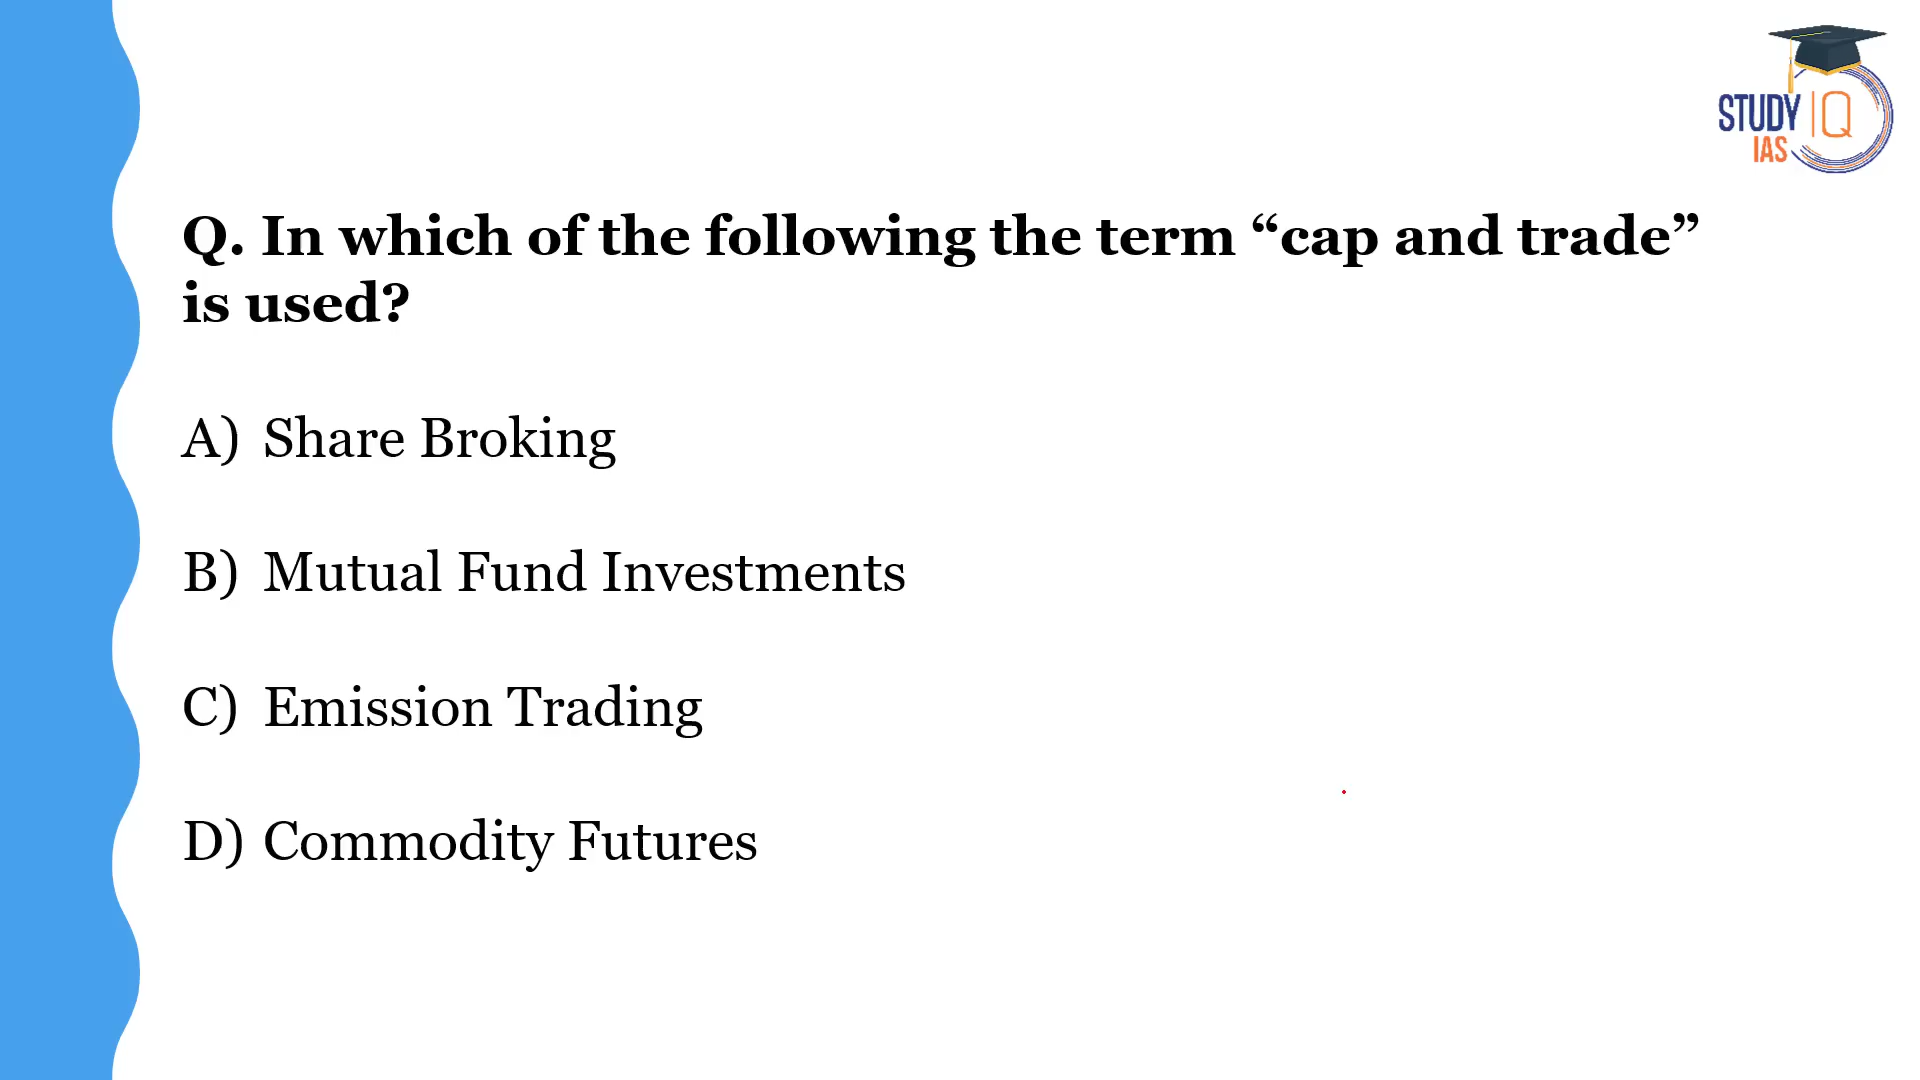 STUDY IQ
IAS
Q. In which of the following the term “cap and trade”
is used?
A) Share Broking
B) Mutual Fund Investments
C) Emission Trading
D) Commodity Futures